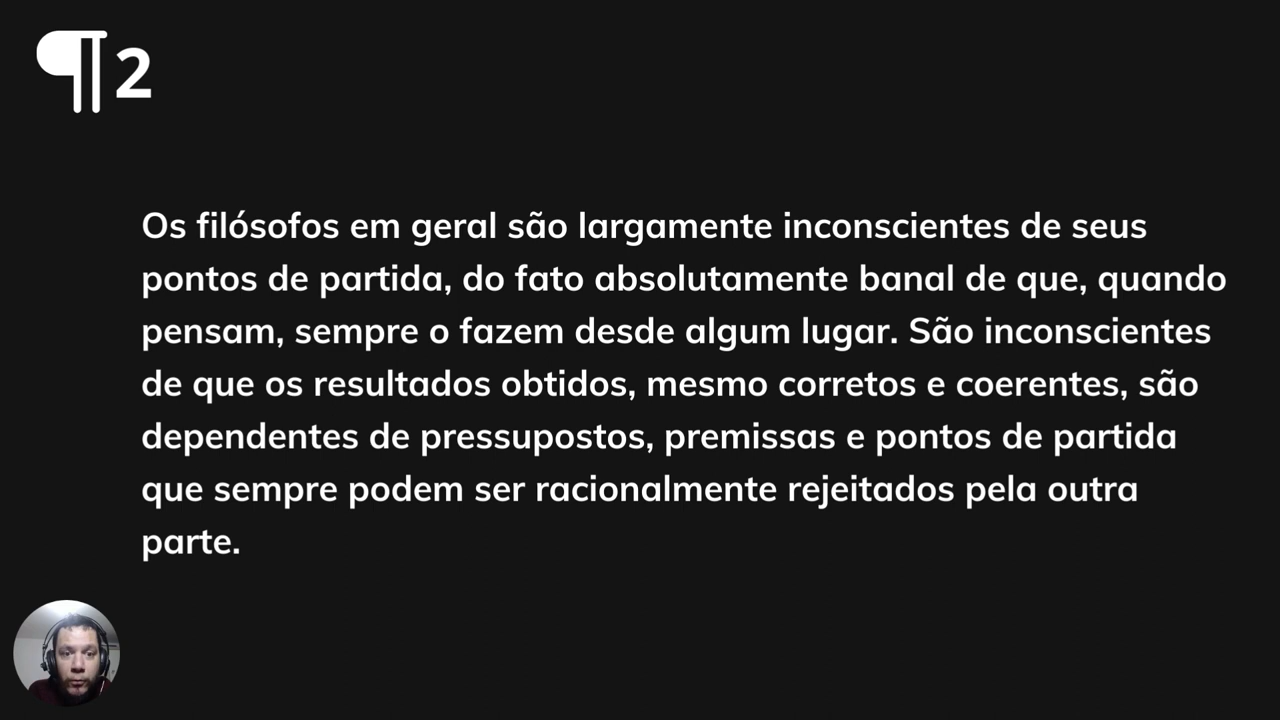 ¶2
Os filósofos em geral são largamente inconscientes de seus
pontos de partida, do fato absolutamente banal de que, quando
pensam, sempre o fazem desde algum lugar. São inconscientes
de que os resultados obtidos, mesmo corretos e coerentes, são
dependentes de pressupostos, premissas e pontos de partida
que sempre podem ser racionalmente rejeitados pela outra
parte.